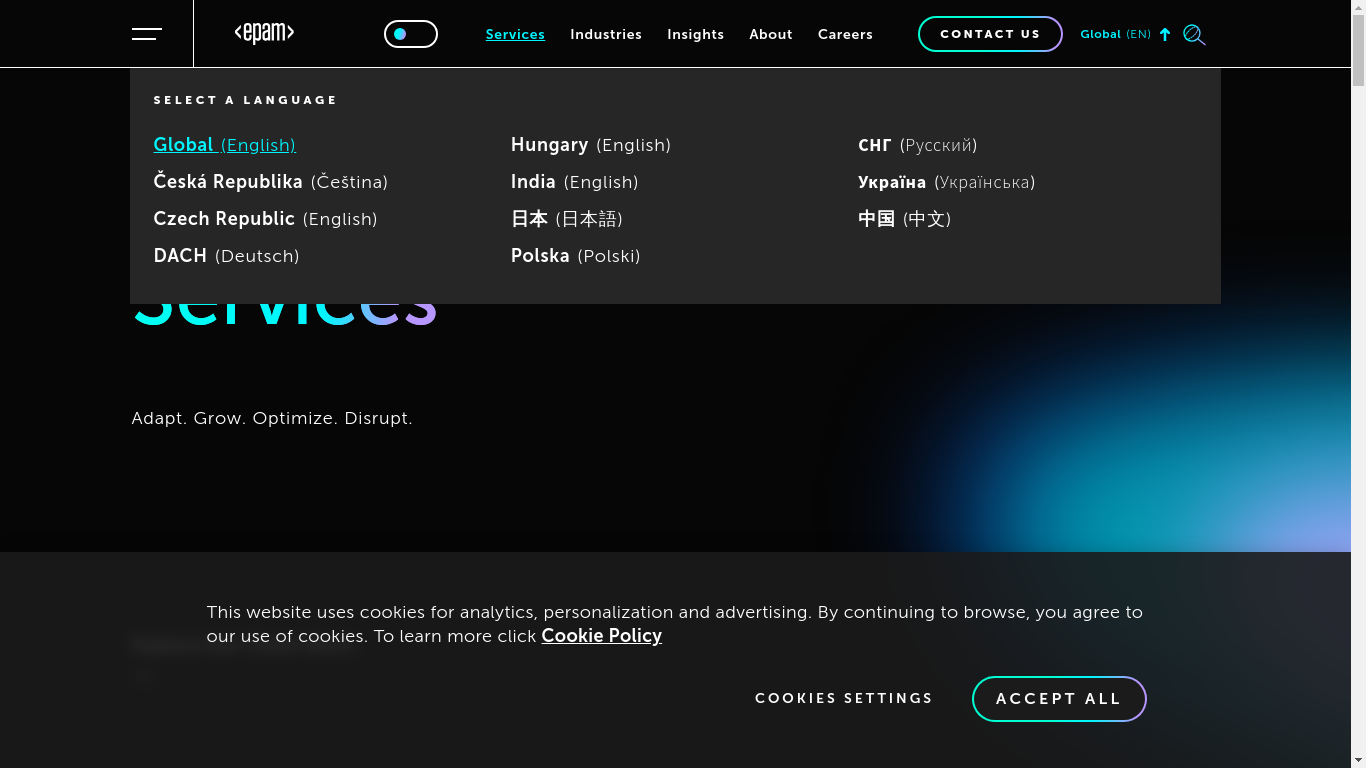 <epam>
Services
Industries
Insights
About
Careers
CONTACT US
Global (EN)
SELECT A LANGUAGE
Global (English)
Česká Republika (Čeština)
Czech Republic (English)
DACH (Deutsch)
Hungary (English)
India (English)
日本 (日本語)
Polska (Polski)
СНГ (Русский)
Україна (Українська)
中国 (中文)
Services
Adapt. Grow. Optimize. Disrupt.
This website uses cookies for analytics, personalization and advertising. By continuing to browse, you agree to
our use of cookies. To learn more click Cookie Policy
COOKIES SETTINGS
ACCEPT ALL